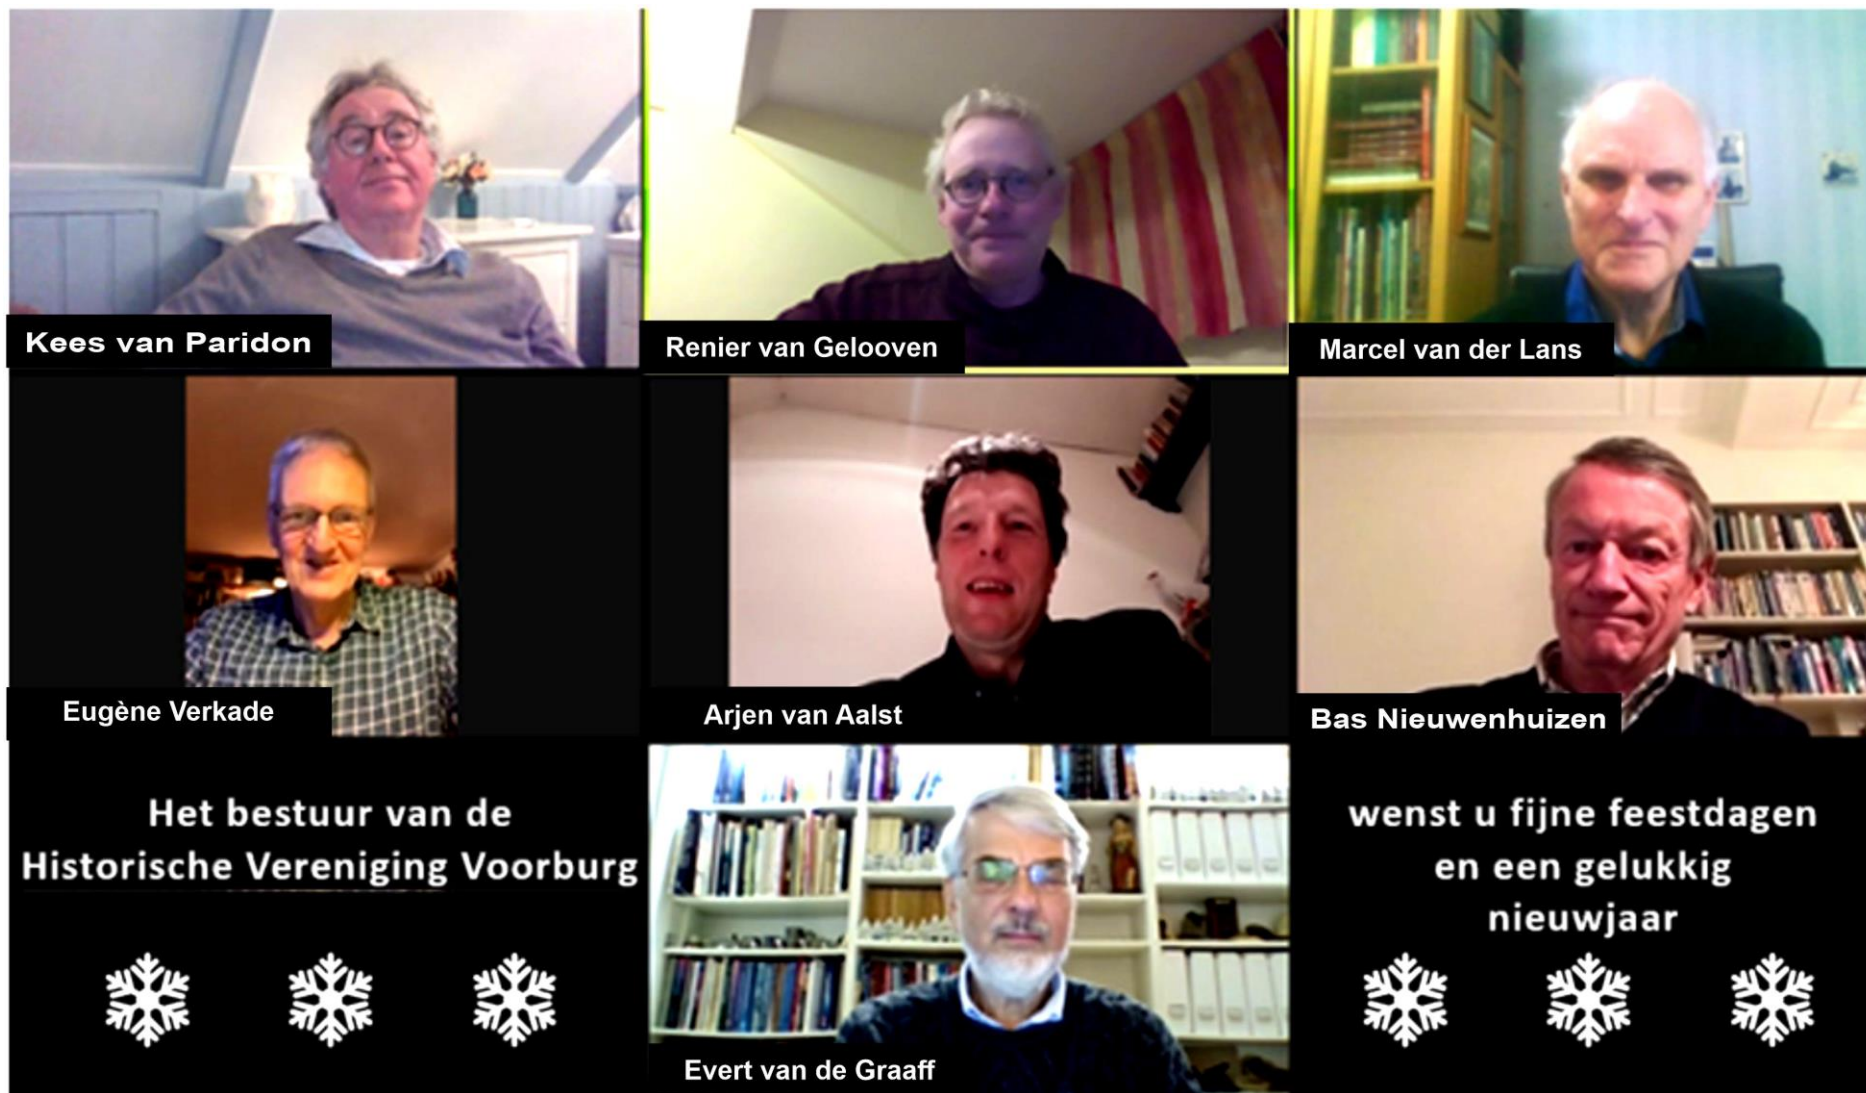 Kees van Paridon
Renier van Gelooven
Marcel van der Lans
Eugène Verkade
Arjen van Aalst
Bas Nieuwenhuizen
Het bestuur van de
Historische Vereniging Voorburg
Evert van de Graaff
wenst u fijne feestdagen
en een gelukkig
nieuwjaar